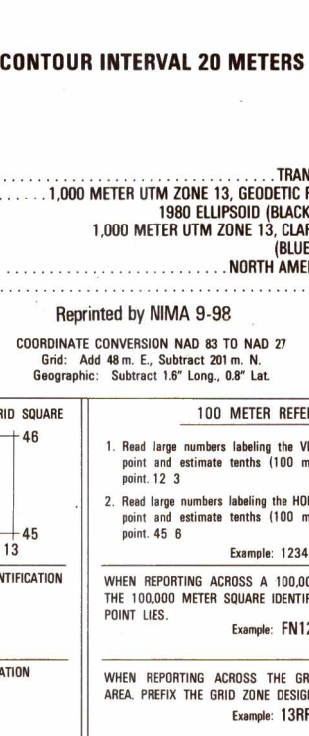 CONTOUR INTERVAL 20 METERS
TRAN
1,000 METER UTM ZONE 13, GEODETIC
1980 ELLIPSOID (BLACK
1,000 METER UTM ZONE 13, CLAR
(BLUE
NORTH AMER
Reprinted by NIMA 9-98
COORDINATE CONVERSION NAD 83 TO NAD 27
Grid: Add 48 m. E., Subtract 201 m. N.
Geographic: Subtract 1.6" Long., 0.8" Lat.
RID SQUARE
46
45
13
NTIFICATION
ATION
100 METER REFE
1. Read large numbers labeling the VE
point and estimate tenths (100 m
point. 12 3
2. Read large numbers labeling the HO
point and estimate tenths (100 m
point. 45 6
Example: 1234
WHEN REPORTING ACROSS A 100,00
THE 100,000 METER SQUARE IDENTIF
POINT LIES.
Example: FN12
WHEN REPORTING ACROSS THE GR
AREA, PREFIX THE GRID ZONE DESIG
Example: 13RF